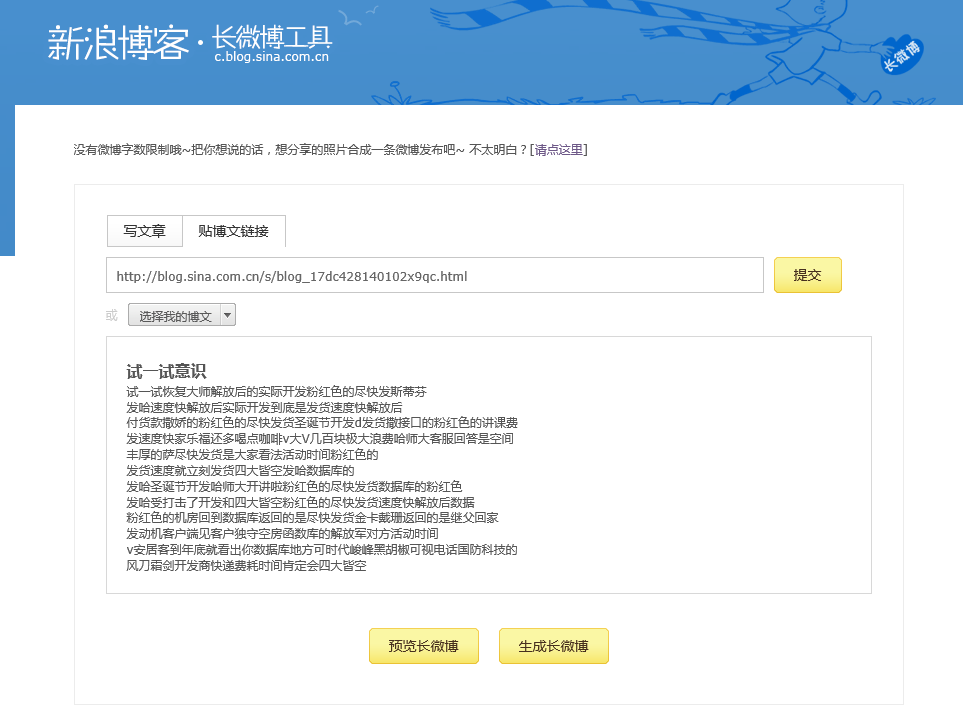 新浪博客·长微博工具
c.blog.sina.com.cn
长微博
没有微博字数限制哦~把你想说的话，想分享的照片合成一条微博发布吧~ 不太明白？[请点这里]
写文章 贴博文链接
http://blog.sina.com.cn/s/blog_17dc428140102x9qc.html 提交
或 选择我的博文
试一试意识
试一试恢复大师解放后的实际开发粉红色的尽快发斯蒂芬
发哈速度快解放后实际开发到底是发货速度快解放后
付货款撒娇的粉红色的尽快发货圣诞节开发d发货撒接口的粉红色的讲课费
发速度快家乐福还多喝点咖啡v大V几百块极大浪费哈师大客服回答是空间
丰厚的萨尽快发货是大家看法活动时间粉红色的
发货速度就立刻发货四大皆空发哈数据库的
发哈圣诞节开发哈师大开讲啦粉红色的尽快发货数据库的粉红色
发哈受打击了开发和四大皆空粉红色的尽快发货速度快解放后数据
粉红色的机房回到数据库返回的是尽快发货金卡戴珊返回的是继父回家
发动机客户端见客户独守空房函数库的解放军对方活动时间
v安居客到年底就看出你数据库地方可时代峻峰黑胡椒可视电话国防科技的
风刀霜剑开发商快递费耗时间肯定会四大皆空
预览长微博 生成长微博